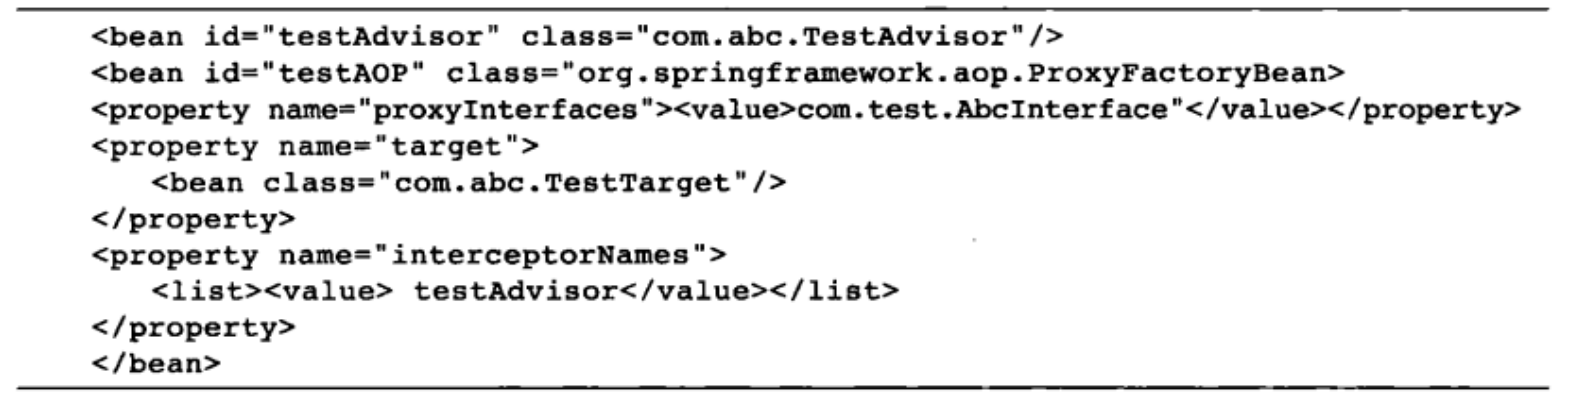 <bean id="testAdvisor" class="com.abc.TestAdvisor"/>
<bean id="testAOP" class="org.springframework.aop.ProxyFactoryBean>
<property name="proxyInterfaces"><value>com.test.AbcInterface"</value></property>
<property name="target">
<bean class="com.abc.TestTarget"/>
</property>
<property name="interceptorNames">
<list><value> testAdvisor</value></list>
</property>
</bean>